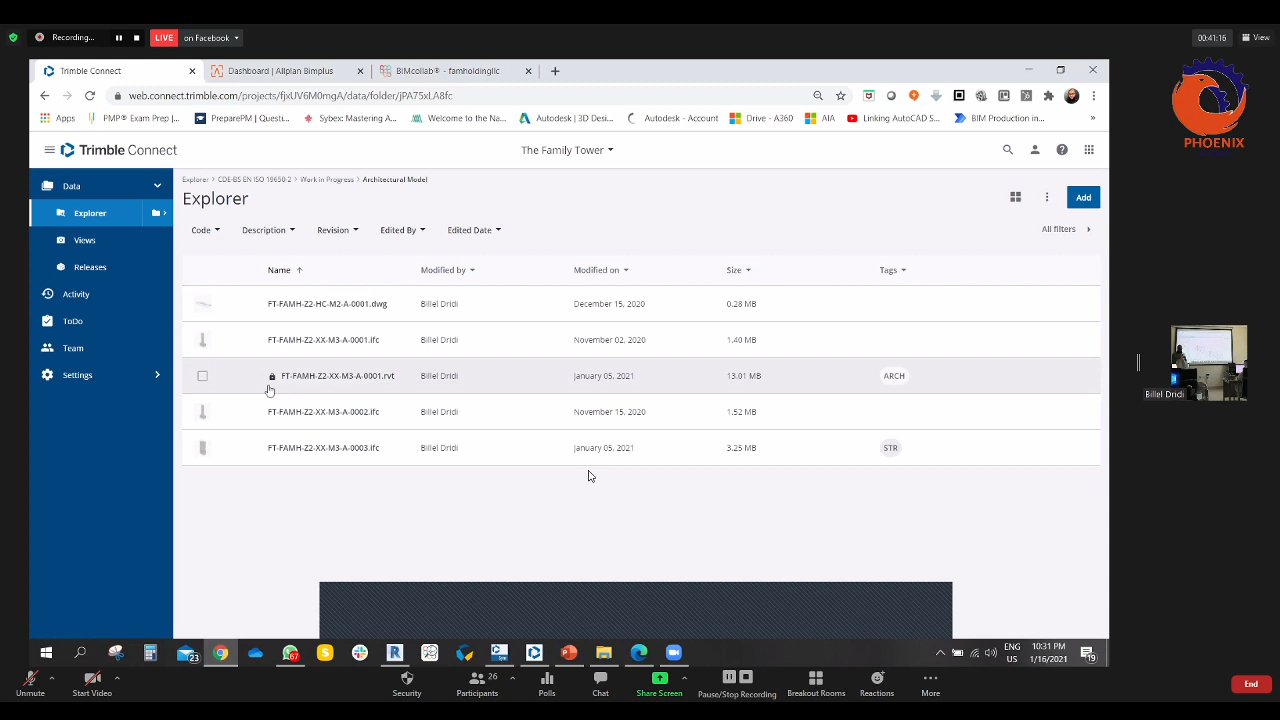 Recording...
LIVE on Facebook
00:41:16 View
Trimble Connect
Dashboard | Allplan Bimplus
BIMcollab® - famholdingllc
web.connect.trimble.com/projects/fjxUV6M0mgA/data/folder/jPA75xLA8fc
Apps PMP® Exam Prep |... PreparePM | Questi... Sybex: Mastering A... Welcome to the Na... Autodesk | 3D Desi... Autodesk - Account Drive - A360 AIA Linking AutoCAD S... BIM Production in...
PHOENIX
Trimble Connect
The Family Tower
Data
Explorer
Views
Releases
Activity
ToDo
Team
Settings
Explorer > CDE-BS EN ISO 19650-2 > Work in Progress > Architectural Model
Explorer
Add
Code Description Revision Edited By Edited Date All filters
Name Modified by Modified on Size Tags
FT-FAMH-Z2-HC-M2-A-0001.dwg Billel Dridi December 15, 2020 0.28 MB
FT-FAMH-Z2-XX-M3-A-0001.ifc Billel Dridi November 02, 2020 1.40 MB
FT-FAMH-Z2-XX-M3-A-0001.rvt Billel Dridi January 05, 2021 13.01 MB ARCH
FT-FAMH-Z2-XX-M3-A-0002.ifc Billel Dridi November 15, 2020 1.52 MB
FT-FAMH-Z2-XX-M3-A-0003.ifc Billel Dridi January 05, 2021 3.25 MB STR
Billel Dridi
23
67
ENG
US
10:31 PM
1/16/2021
19
Unmute
Start Video
Security
Participants 26
Polls
Chat
Share Screen
Pause/Stop Recording
Breakout Rooms
Reactions
More
End